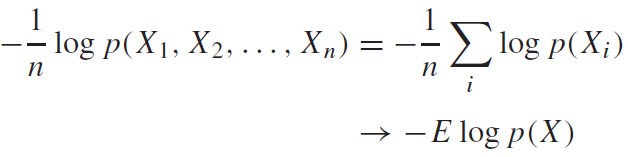 −1/n log p(X₁, X₂, . . . , Xₙ) = −1/n ∑ᵢ log p(Xᵢ)
→ −E log p(X)